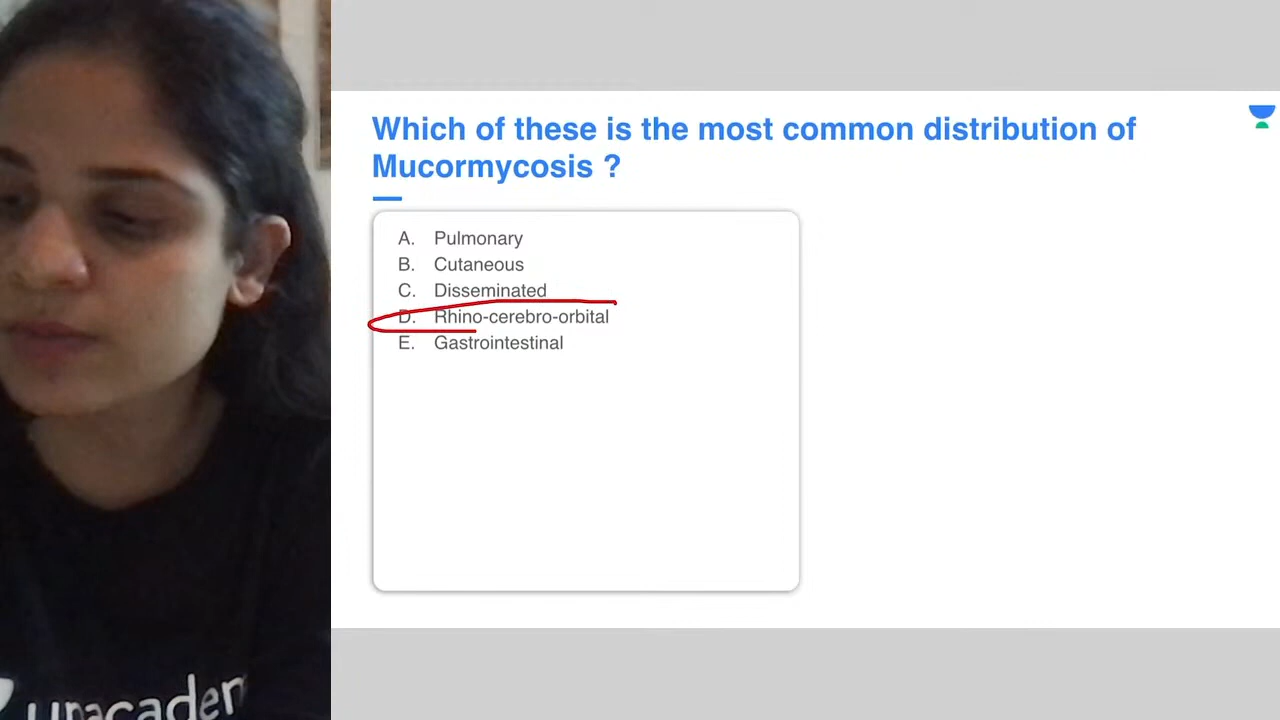 Which of these is the most common distribution of
Mucormycosis ?
A. Pulmonary
B. Cutaneous
C. Disseminated
D. Rhino-cerebro-orbital
E. Gastrointestinal